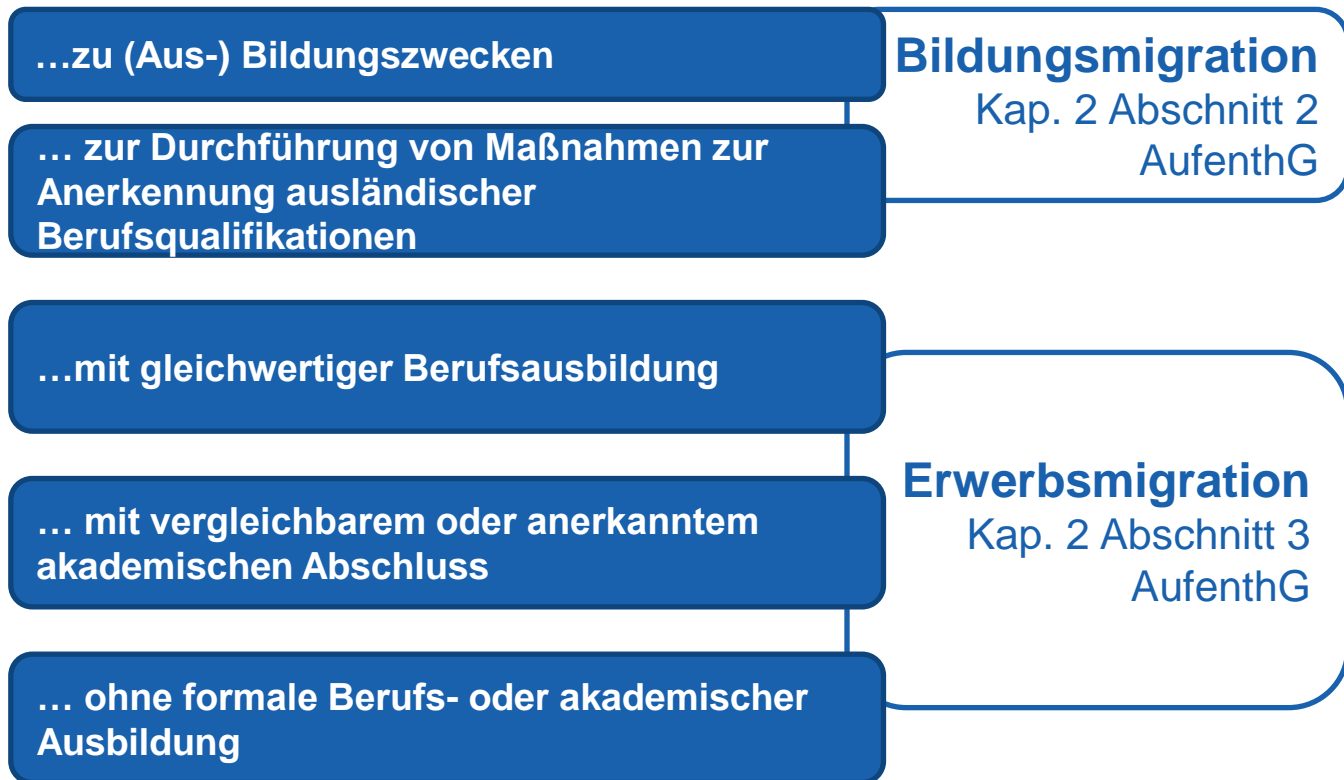 …zu (Aus-) Bildungszwecken
… zur Durchführung von Maßnahmen zur
Anerkennung ausländischer
Berufsqualifikationen
Bildungsmigration
Kap. 2 Abschnitt 2
AufenthG
…mit gleichwertiger Berufsausbildung
… mit vergleichbarem oder anerkanntem
akademischen Abschluss
… ohne formale Berufs- oder akademischer
Ausbildung
Erwerbsmigration
Kap. 2 Abschnitt 3
AufenthG